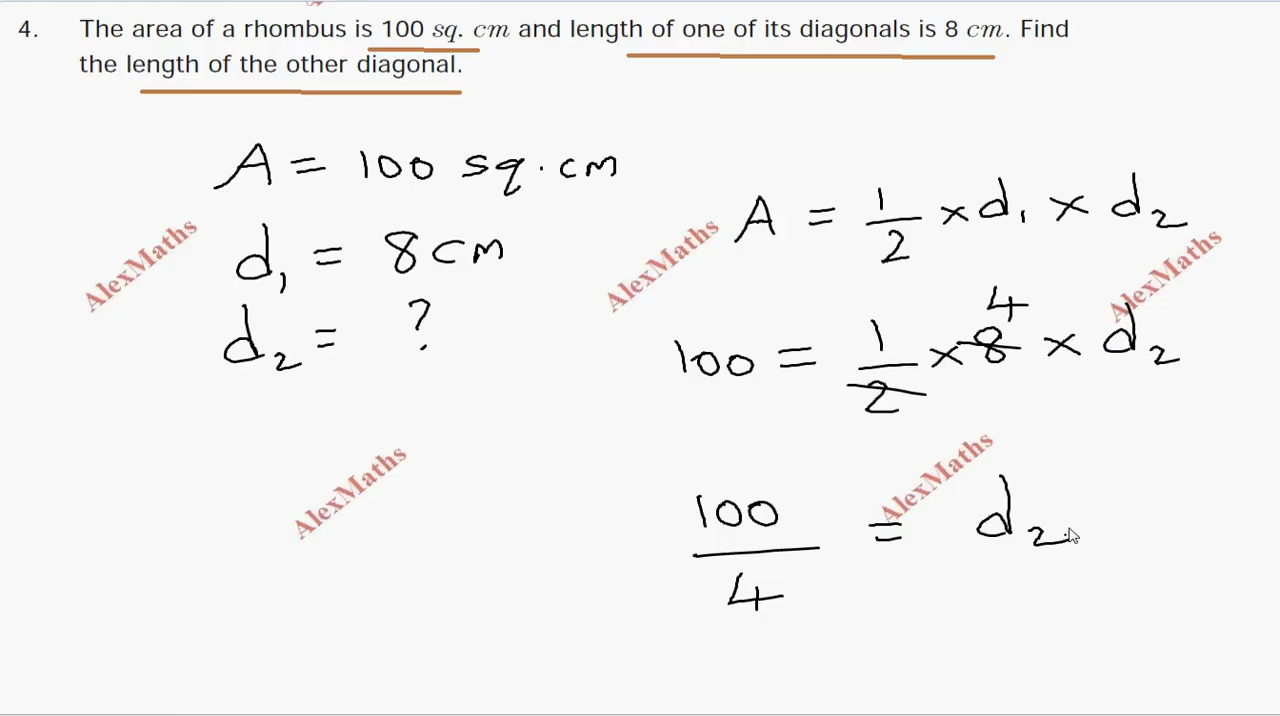 4. The area of a rhombus is 100 sq. cm and length of one of its diagonals is 8 cm. Find
the length of the other diagonal.
A = 100 sq. cm
d₁ = 8 cm
d₂ = ?
A = 1/2 × d₁ × d₂
4
100 = 1/2 × 8 × d₂
100/4 = d₂
AlexMaths
AlexMaths
AlexMaths
AlexMaths
AlexMaths